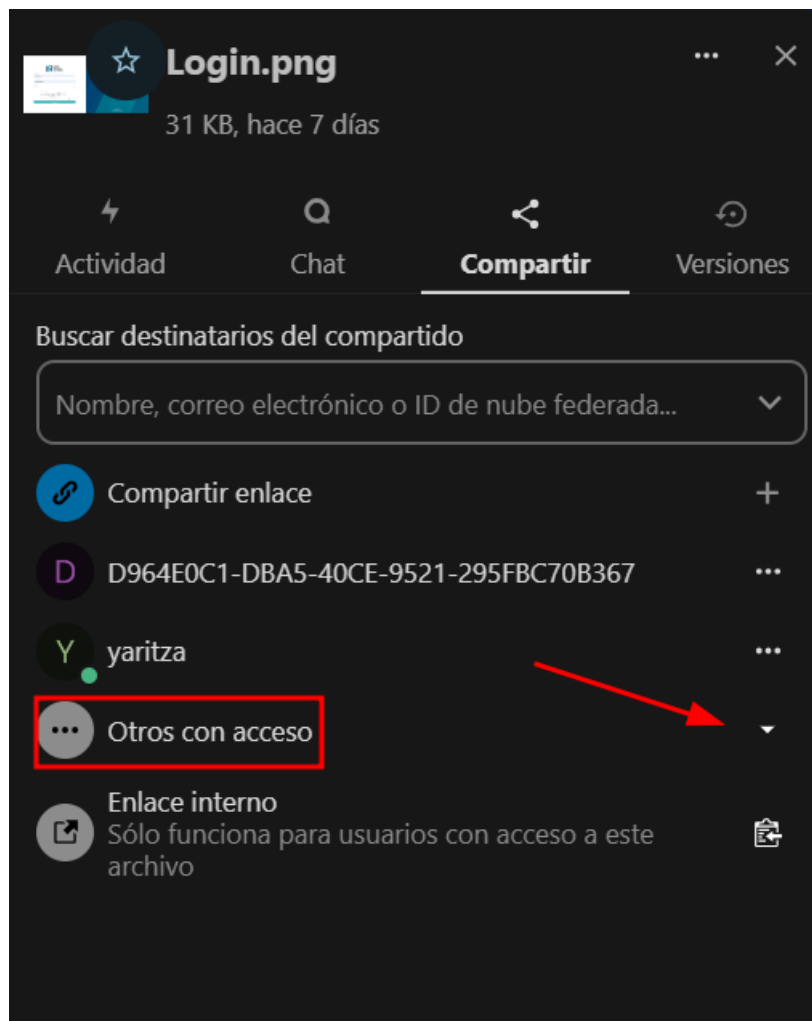 Login.png
31 KB, hace 7 días
Actividad
Chat
Compartir
Versiones
Buscar destinatarios del compartido
Nombre, correo electrónico o ID de nube federada...
Compartir enlace
D
D964E0C1-DBA5-40CE-9521-295FBC70B367
Y
yaritza
Otros con acceso
Enlace interno
Sólo funciona para usuarios con acceso a este
archivo